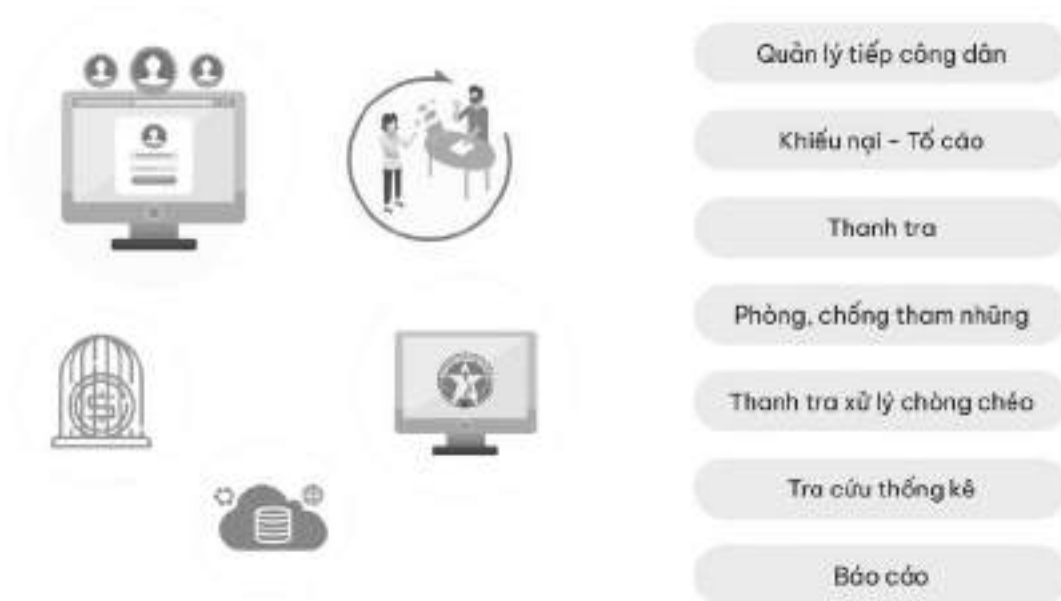 Quản lý tiếp công dân
Khiếu nại - Tố cáo
Thanh tra
Phòng, chống tham nhũng
Thanh tra xử lý chồng chéo
Tra cứu thống kê
Báo cáo